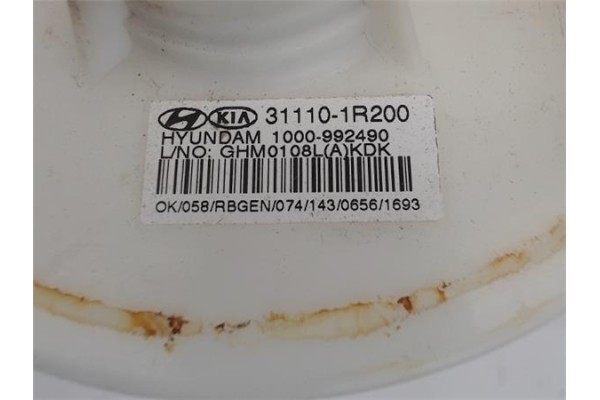 KIA 31110-1R200
HYUNDAM 1000-992490
L/NO: GHM0108L(A)KDK
OK/058/RBGEN/074/143/0656/1693